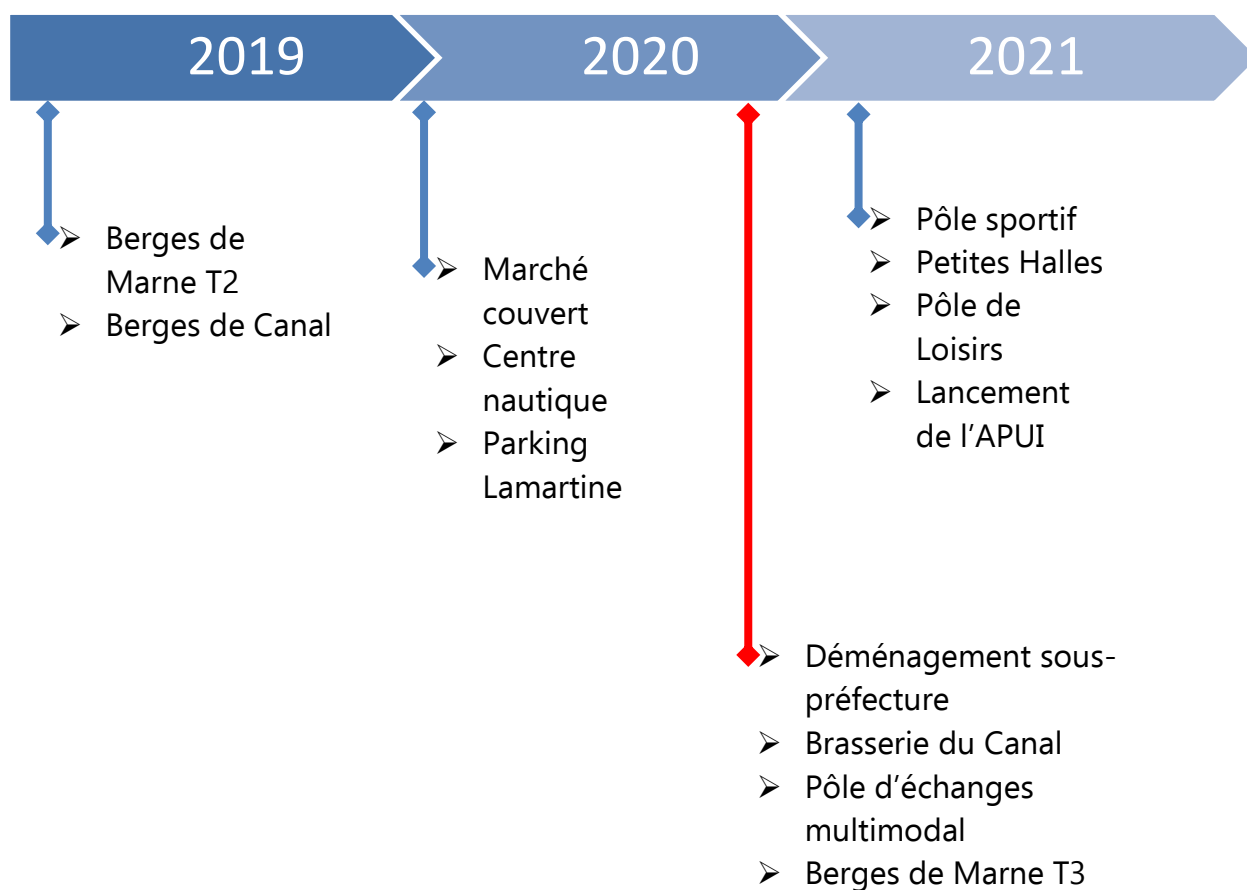 2019
2020
2021
Berges de
Marne T2
Berges de Canal
Marché
couvert
Centre
nautique
Parking
Lamartine
Pôle sportif
Petites Halles
Pôle de
Loisirs
Lancement
de l’APUI
Déménagement sous-
préfecture
Brasserie du Canal
Pôle d’échanges
multimodal
Berges de Marne T3